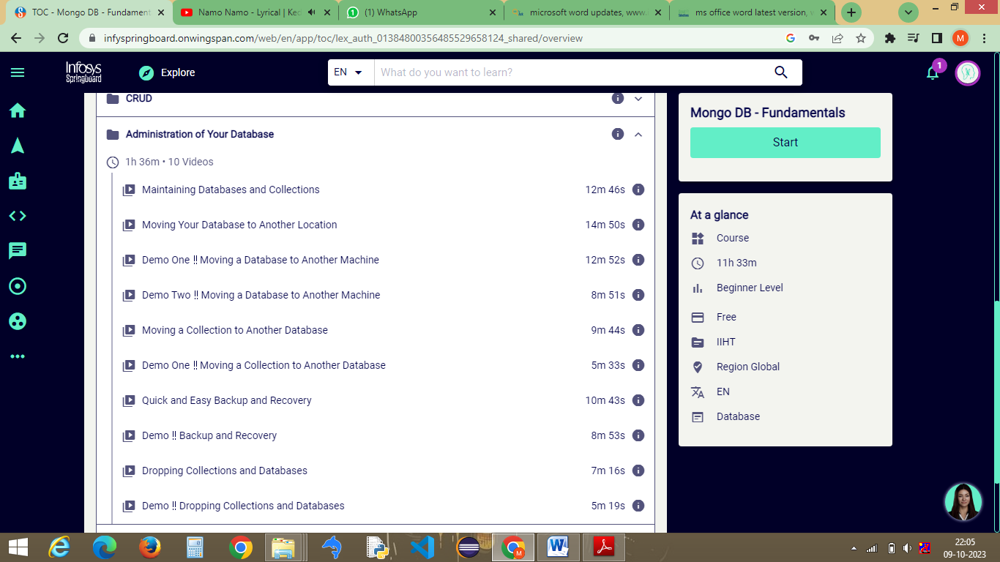 TOC - Mongo DB - Fundament
Namo Namo - Lyrical | Ked
(1) WhatsApp
microsoft word updates, www.
ms office word latest version, w
infyspringboard.onwingspan.com/web/en/app/toc/lex_auth_01384800356485529658124_shared/overview
M
Infosys
Springboard
Explore
EN
What do you want to learn?
1
CRUD
Administration of Your Database
1h 36m • 10 Videos
Maintaining Databases and Collections 12m 46s
Moving Your Database to Another Location 14m 50s
Demo One !! Moving a Database to Another Machine 12m 52s
Demo Two !! Moving a Database to Another Machine 8m 51s
Moving a Collection to Another Database 9m 44s
Demo One !! Moving a Collection to Another Database 5m 33s
Quick and Easy Backup and Recovery 10m 43s
Demo !! Backup and Recovery 8m 53s
Dropping Collections and Databases 7m 16s
Demo !! Dropping Collections and Databases 5m 19s
Mongo DB - Fundamentals
Start
At a glance
Course
11h 33m
Beginner Level
Free
IIHT
Region Global
EN
Database
22:05
09-10-2023